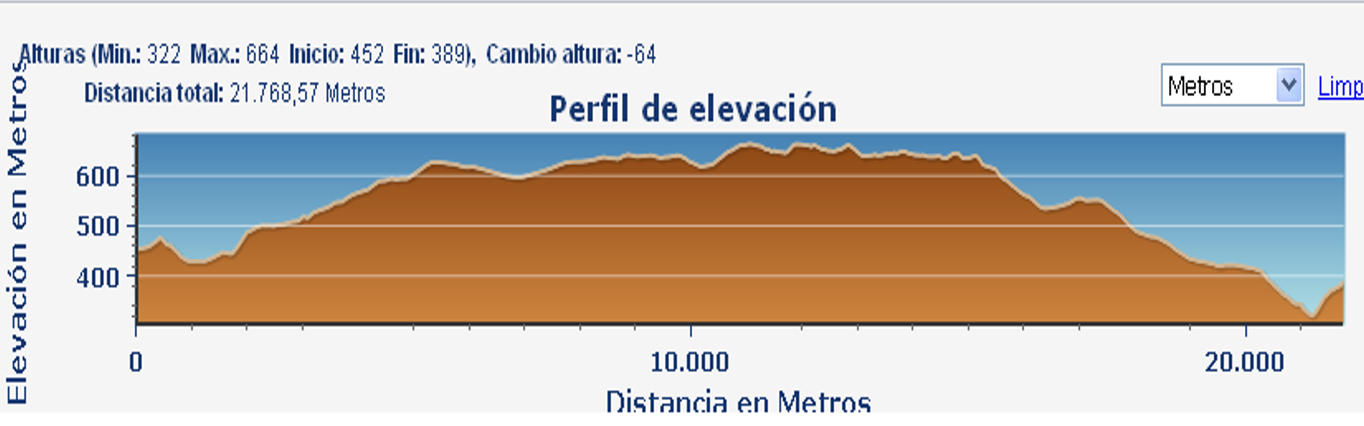 Alturas (Min.: 322 Max.: 664 Inicio: 452 Fin: 389), Cambio altura: -64
Distancia total: 21.768,57 Metros
Metros
Limp
Perfil de elevación
Elevación en Metros
600
500
400
0
10.000
20.000
Distancia en Metros